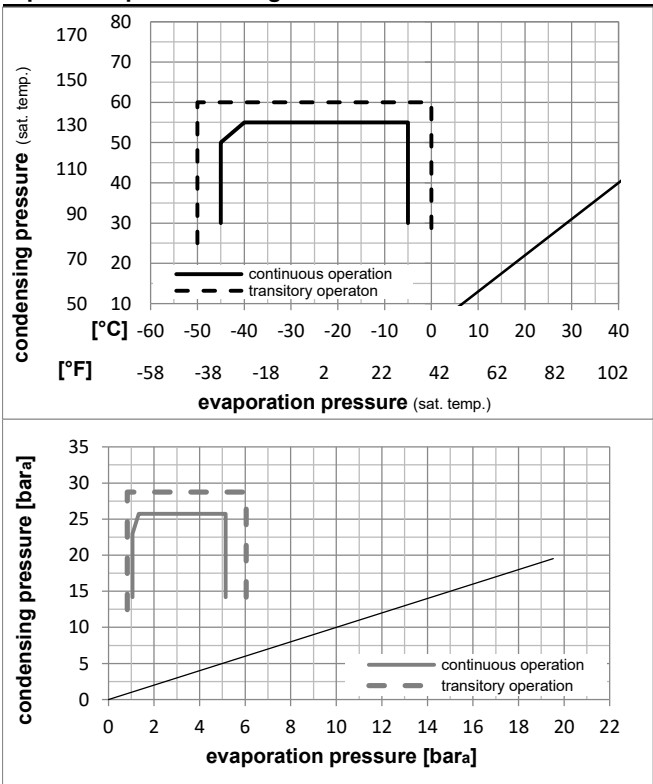 condensing pressure (sat. temp.)
170 80
70
150 60
130 50
110 40
90 30
70 20
50 10
continuous operation
transitory operaton
[°C] -60 -50 -40 -30 -20 -10 0 10 20 30 40
[°F] -58 -38 -18 2 22 42 62 82 102
evaporation pressure (sat. temp.)
condensing pressure [bara]
35
30
25
20
15
10
5
0
continuous operation
transitory operation
0 2 4 6 8 10 12 14 16 18 20 22
evaporation pressure [bara]